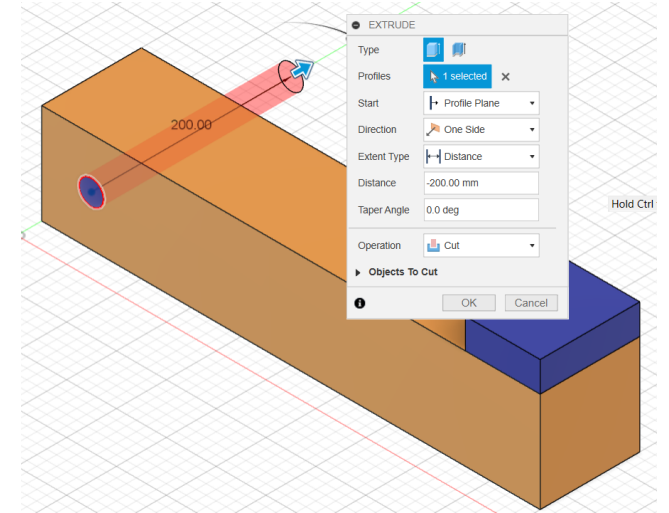 EXTRUDE
Type
Profiles 1 selected
Start Profile Plane
Direction One Side
Extent Type Distance
Distance -200.00 mm
Taper Angle 0.0 deg
Operation Cut
Objects To Cut
OK Cancel
200.00
Hold Ctrl